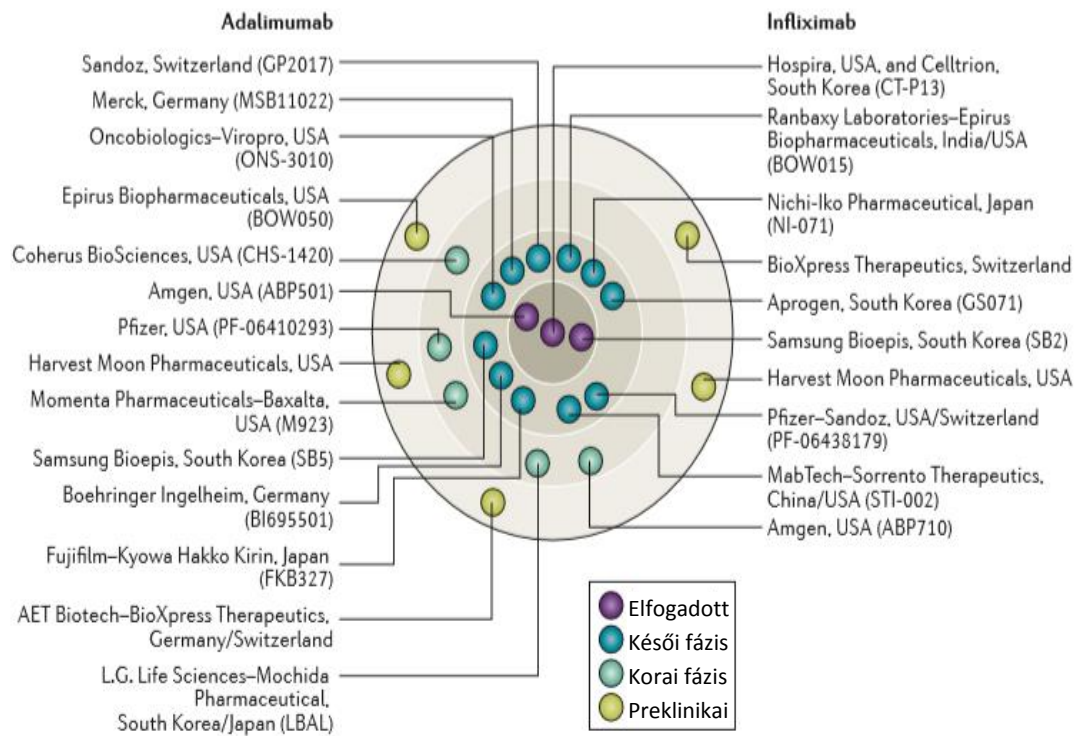 Adalimumab
Sandoz, Switzerland (GP2017)
Merck, Germany (MSB11022)
Oncobiologics–Viropro, USA
(ONS-3010)
Epirus Biopharmaceuticals, USA
(BOW050)
Coherus BioSciences, USA (CHS-1420)
Amgen, USA (ABP501)
Pfizer, USA (PF-06410293)
Harvest Moon Pharmaceuticals, USA
Momenta Pharmaceuticals–Baxalta,
USA (M923)
Samsung Bioepis, South Korea (SB5)
Boehringer Ingelheim, Germany
(BI695501)
Fujifilm–Kyowa Hakko Kirin, Japan
(FKB327)
AET Biotech–BioXpress Therapeutics,
Germany/Switzerland
L.G. Life Sciences–Mochida
Pharmaceutical,
South Korea/Japan (LBAL)
Infliximab
Hospira, USA, and Celltrion,
South Korea (CT-P13)
Ranbaxy Laboratories–Epirus
Biopharmaceuticals, India/USA
(BOW015)
Nichi-Iko Pharmaceutical, Japan
(NI-071)
BioXpress Therapeutics, Switzerland
Aprogen, South Korea (GS071)
Samsung Bioepis, South Korea (SB2)
Harvest Moon Pharmaceuticals, USA
Pfizer–Sandoz, USA/Switzerland
(PF-06438179)
MabTech–Sorrento Therapeutics,
China/USA (STI-002)
Amgen, USA (ABP710)
Elfogadott
Késői fázis
Korai fázis
Preklinikai